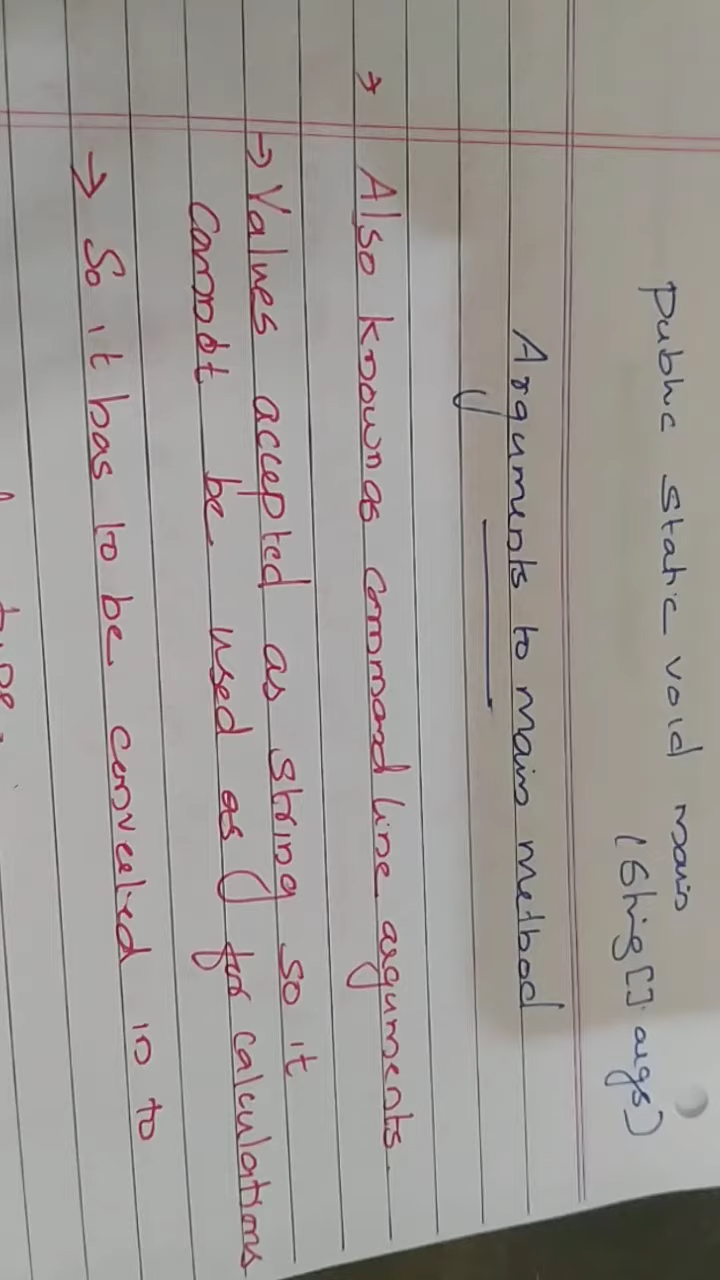 public static void main
(String[] args)
Arguments to main method
→ Also known as command line arguments.
→ Values accepted as string so it
cannot be used as for calculations
→ So it has to be converted in to